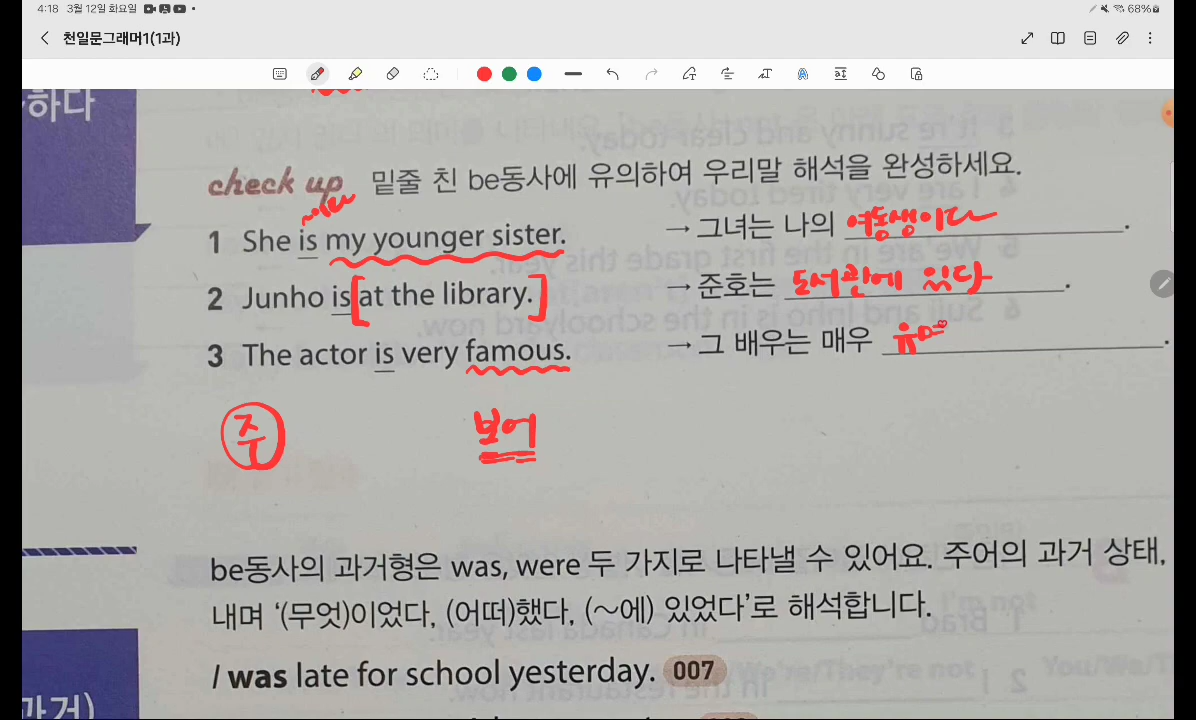 4:18 3월 12일 화요일 68%
천일문그래머1(1과)
하다
check up 밑줄 친 be동사에 유의하여 우리말 해석을 완성하세요.
1 She is my younger sister. → 그녀는 나의 여동생이다.
2 Junho is [at the library.] → 준호는 도서관에 있다.
3 The actor is very famous. → 그 배우는 매우 유며.
주 보어
be동사의 과거형은 was, were 두 가지로 나타낼 수 있어요. 주어의 과거 상태,
내며 ‘(무엇)이었다, (어떠)했다, (~에) 있었다’로 해석합니다.
I was late for school yesterday. 007
과거)